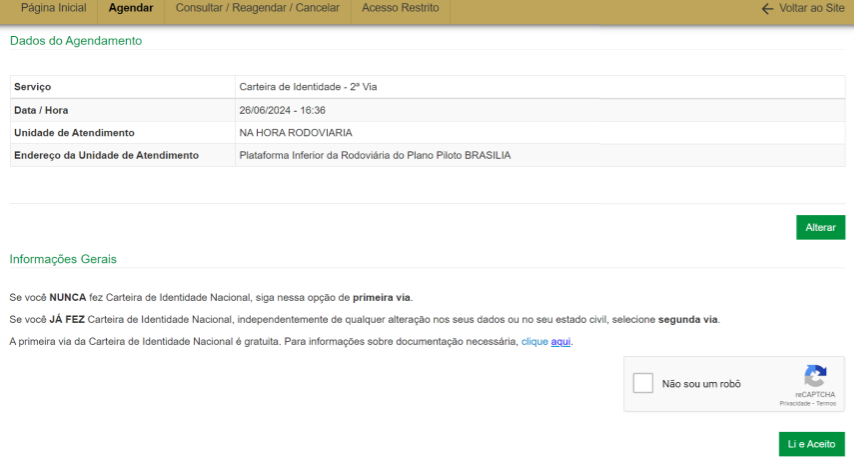 Página Inicial Agendar Consultar / Reagendar / Cancelar Acesso Restrito ← Voltar ao Site
Dados do Agendamento
Serviço Carteira de Identidade - 2ª Via
Data / Hora 26/06/2024 - 16:36
Unidade de Atendimento NA HORA RODOVIARIA
Endereço da Unidade de Atendimento Plataforma Inferior da Rodoviária do Plano Piloto BRASILIA
Alterar
Informações Gerais
Se você NUNCA fez Carteira de Identidade Nacional, siga nessa opção de primeira via.
Se você JÁ FEZ Carteira de Identidade Nacional, independentemente de qualquer alteração nos seus dados ou no seu estado civil, selecione segunda via.
A primeira via da Carteira de Identidade Nacional é gratuita. Para informações sobre documentação necessária, clique aqui.
Não sou um robô
reCAPTCHA
Privacidade - Termos
Li e Aceito